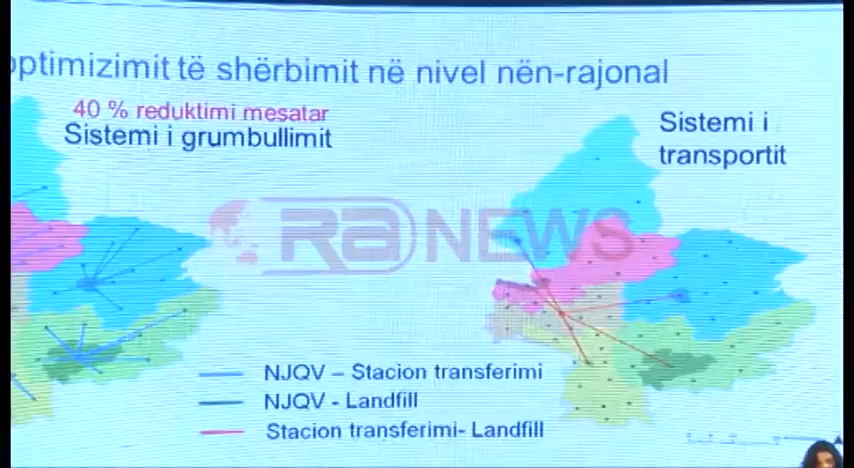 optimizimit të shërbimit në nivel nën-rajonal
40 % reduktimi mesatar
Sistemi i grumbullimit
Sistemi i
transportit
Ra NEWS
NJQV – Stacion transferimi
NJQV - Landfill
Stacion transferimi- Landfill